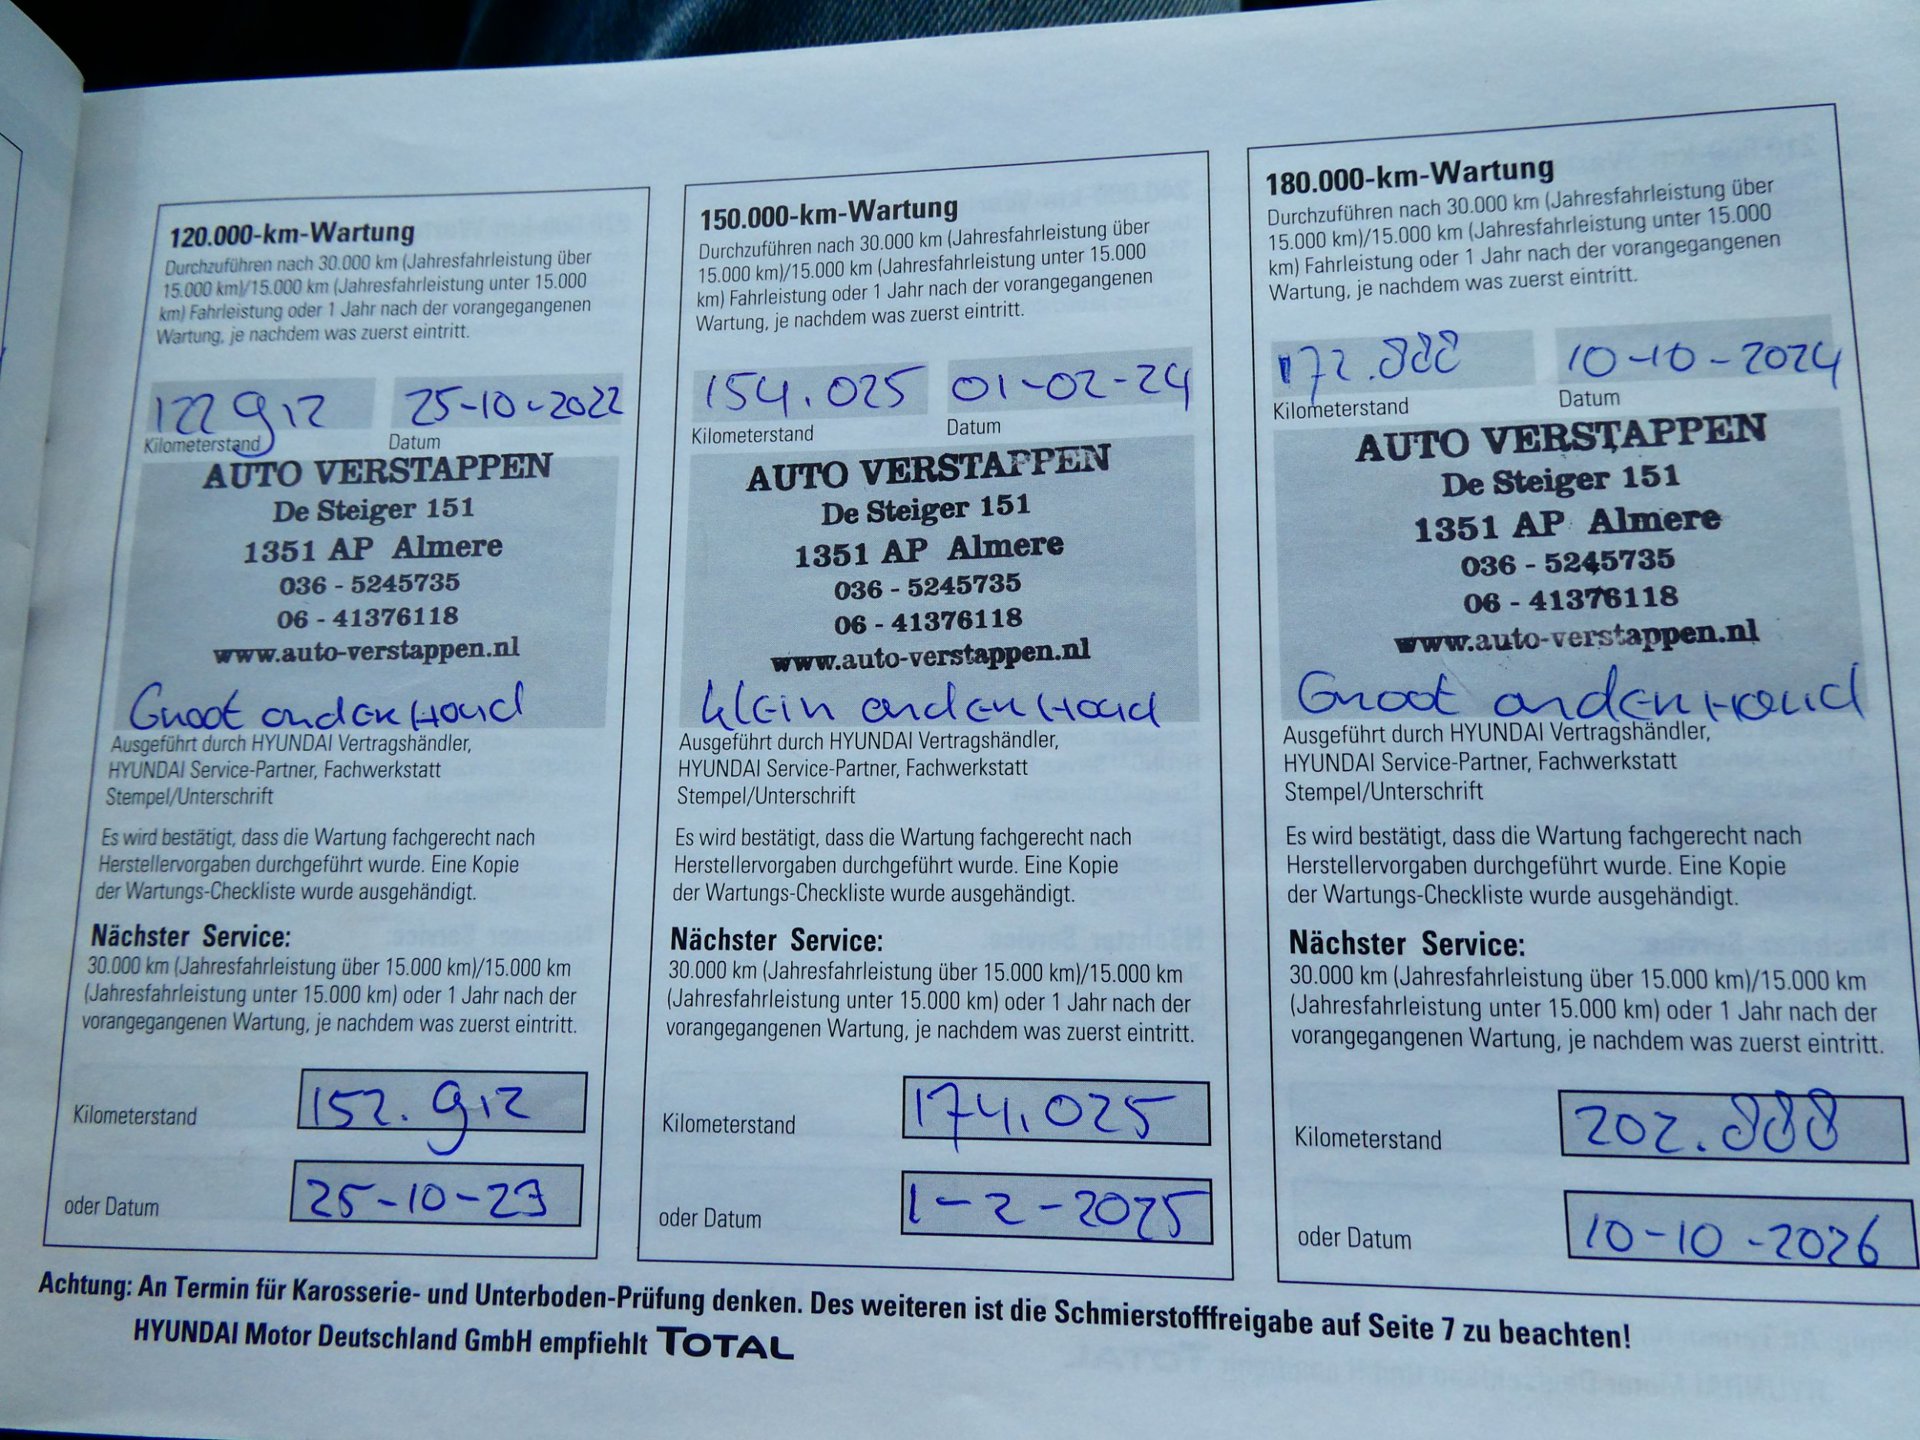 120.000-km-Wartung
Durchzuführen nach 30.000 km (Jahresfahrleistung über
15.000 km)/15.000 km (Jahresfahrleistung unter 15.000
km) Fahrleistung oder 1 Jahr nach der vorangegangenen
Wartung, je nachdem was zuerst eintritt.
122 912 25-10-2022
Kilometerstand Datum
AUTO VERSTAPPEN
De Steiger 151
1351 AP Almere
036 - 5245735
06 - 41376118
www.auto-verstappen.nl
Groot onderhoud
Ausgeführt durch HYUNDAI Vertragshändler,
HYUNDAI Service-Partner, Fachwerkstatt
Stempel/Unterschrift
Es wird bestätigt, dass die Wartung fachgerecht nach
Herstellervorgaben durchgeführt wurde. Eine Kopie
der Wartungs-Checkliste wurde ausgehändigt.
Nächster Service:
30.000 km (Jahresfahrleistung über 15.000 km)/15.000 km
(Jahresfahrleistung unter 15.000 km) oder 1 Jahr nach der
vorangegangenen Wartung, je nachdem was zuerst eintritt.
Kilometerstand 152.912
oder Datum 25-10-23
150.000-km-Wartung
Durchzuführen nach 30.000 km (Jahresfahrleistung über
15.000 km)/15.000 km (Jahresfahrleistung unter 15.000
km) Fahrleistung oder 1 Jahr nach der vorangegangenen
Wartung, je nachdem was zuerst eintritt.
154.025 01-02-24
Kilometerstand Datum
AUTO VERSTAPPEN
De Steiger 151
1351 AP Almere
036 - 5245735
06 - 41376118
www.auto-verstappen.nl
klein onderhoud
Ausgeführt durch HYUNDAI Vertragshändler,
HYUNDAI Service-Partner, Fachwerkstatt
Stempel/Unterschrift
Es wird bestätigt, dass die Wartung fachgerecht nach
Herstellervorgaben durchgeführt wurde. Eine Kopie
der Wartungs-Checkliste wurde ausgehändigt.
Nächster Service:
30.000 km (Jahresfahrleistung über 15.000 km)/15.000 km
(Jahresfahrleistung unter 15.000 km) oder 1 Jahr nach der
vorangegangenen Wartung, je nachdem was zuerst eintritt.
Kilometerstand 174.025
oder Datum 1-2-2025
180.000-km-Wartung
Durchzuführen nach 30.000 km (Jahresfahrleistung über
15.000 km)/15.000 km (Jahresfahrleistung unter 15.000
km) Fahrleistung oder 1 Jahr nach der vorangegangenen
Wartung, je nachdem was zuerst eintritt.
172.888 10-10-2024
Kilometerstand Datum
AUTO VERSTAPPEN
De Steiger 151
1351 AP Almere
036 - 5245735
06 - 41376118
www.auto-verstappen.nl
Groot onderhoud
Ausgeführt durch HYUNDAI Vertragshändler,
HYUNDAI Service-Partner, Fachwerkstatt
Stempel/Unterschrift
Es wird bestätigt, dass die Wartung fachgerecht nach
Herstellervorgaben durchgeführt wurde. Eine Kopie
der Wartungs-Checkliste wurde ausgehändigt.
Nächster Service:
30.000 km (Jahresfahrleistung über 15.000 km)/15.000 km
(Jahresfahrleistung unter 15.000 km) oder 1 Jahr nach der
vorangegangenen Wartung, je nachdem was zuerst eintritt.
Kilometerstand 202.888
oder Datum 10-10-2026
Achtung: An Termin für Karosserie- und Unterboden-Prüfung denken. Des weiteren ist die Schmierstofffreigabe auf Seite 7 zu beachten!
HYUNDAI Motor Deutschland GmbH empfiehlt TOTAL